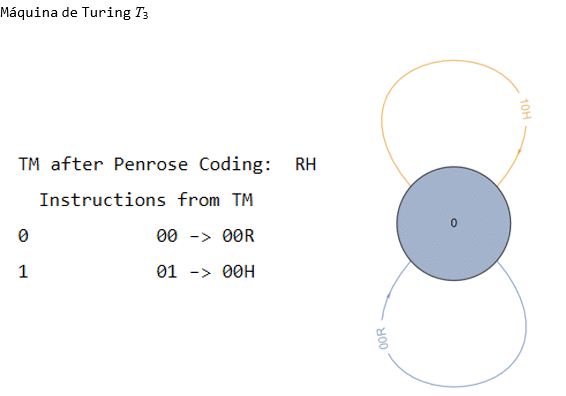 Máquina de Turing T3
TM after Penrose Coding: RH
Instructions from TM
0 00 -> 00R
1 01 -> 00H
10H
0
00R